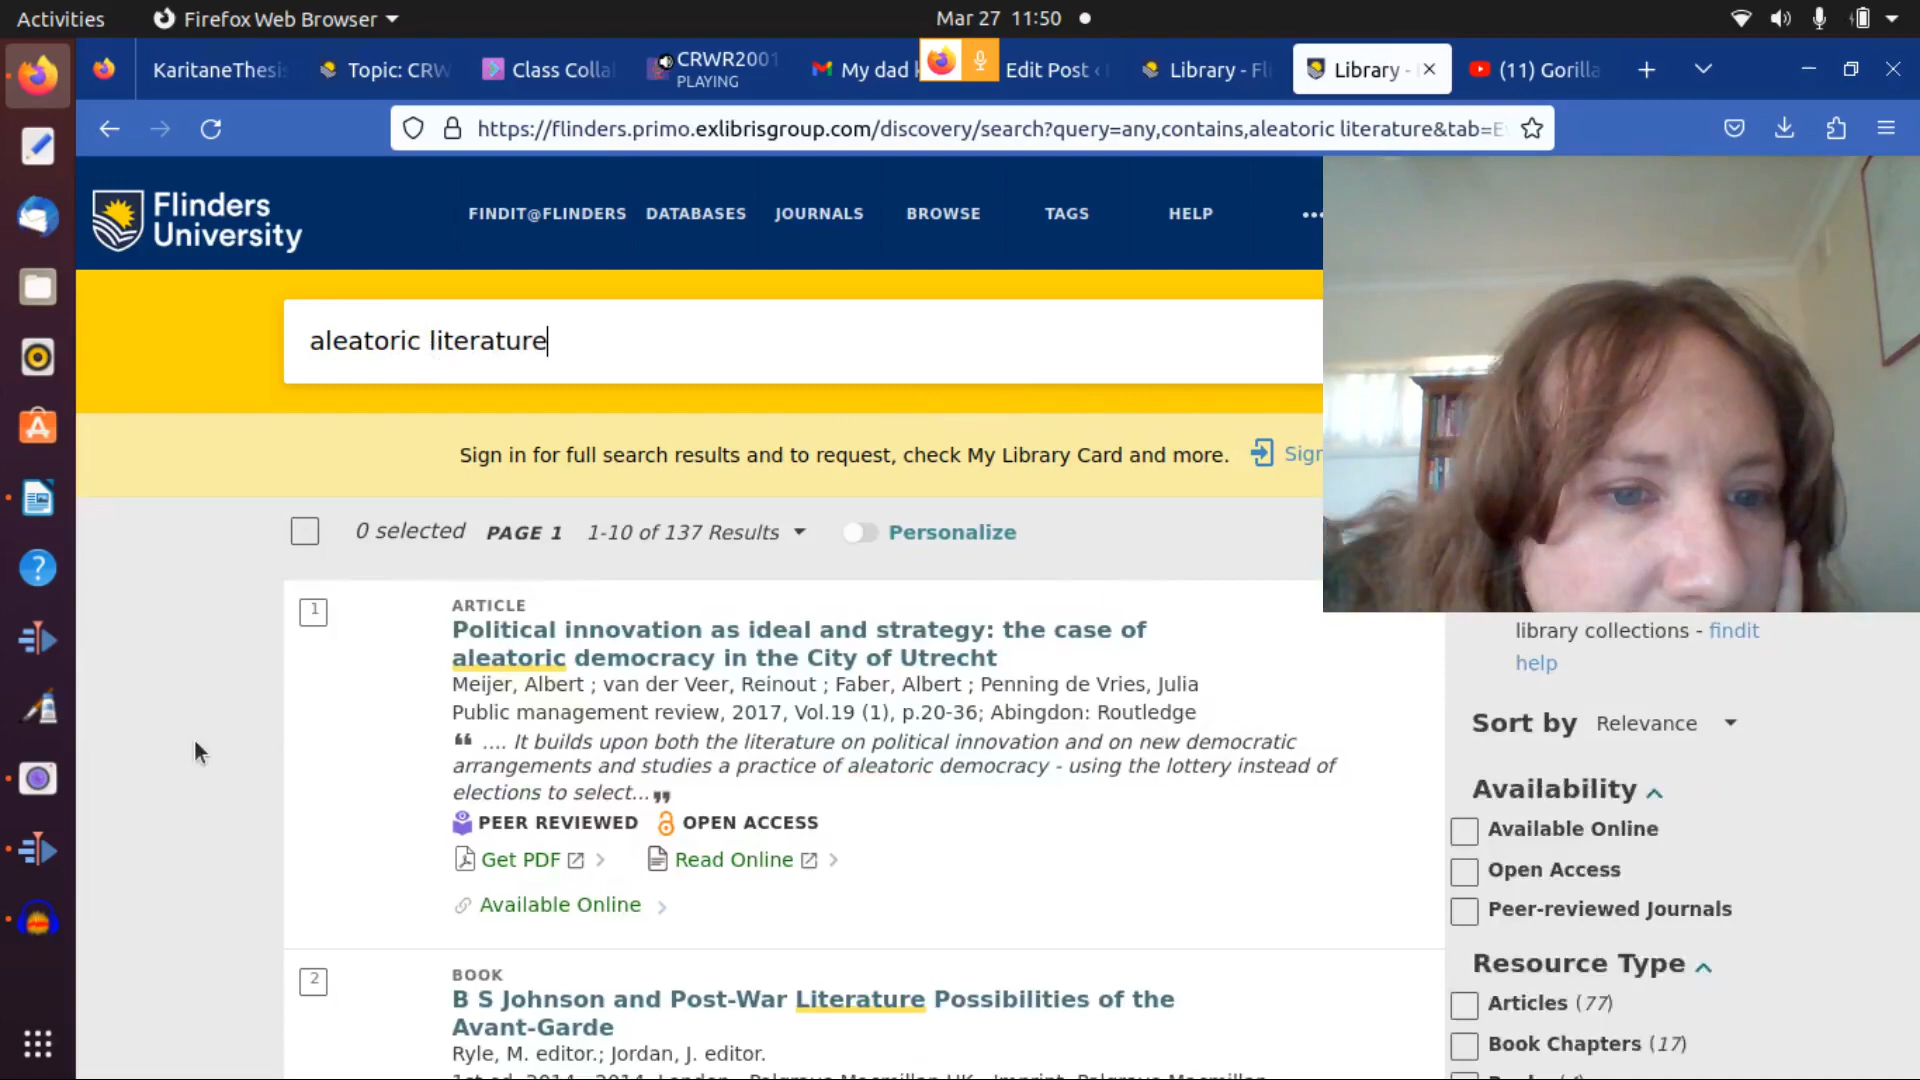 Activities
Firefox Web Browser
Mar 27 11:50
KaritaneThesis
Topic: CRW
Class Colla
CRWR2001
PLAYING
My dad
Edit Post
Library - Fli
Library -
(11) Gorilla
https://flinders.primo.exlibrisgroup.com/discovery/search?query=any,contains,aleatoric literature&tab=E
Flinders
University
FINDIT@FLINDERS
DATABASES
JOURNALS
BROWSE
TAGS
HELP
aleatoric literature
Sign in for full search results and to request, check My Library Card and more.
Sign
0 selected
PAGE 1
1-10 of 137 Results
Personalize
1
ARTICLE
Political innovation as ideal and strategy: the case of
aleatoric democracy in the City of Utrecht
Meijer, Albert ; van der Veer, Reinout ; Faber, Albert ; Penning de Vries, Julia
Public management review, 2017, Vol.19 (1), p.20-36; Abingdon: Routledge
“ .... It builds upon both the literature on political innovation and on new democratic
arrangements and studies a practice of aleatoric democracy - using the lottery instead of
elections to select... ”
PEER REVIEWED
OPEN ACCESS
Get PDF
Read Online
Available Online
2
BOOK
B S Johnson and Post-War Literature Possibilities of the
Avant-Garde
Ryle, M. editor.; Jordan, J. editor.
library collections - findit
help
Sort by Relevance
Availability
Available Online
Open Access
Peer-reviewed Journals
Resource Type
Articles (77)
Book Chapters (17)